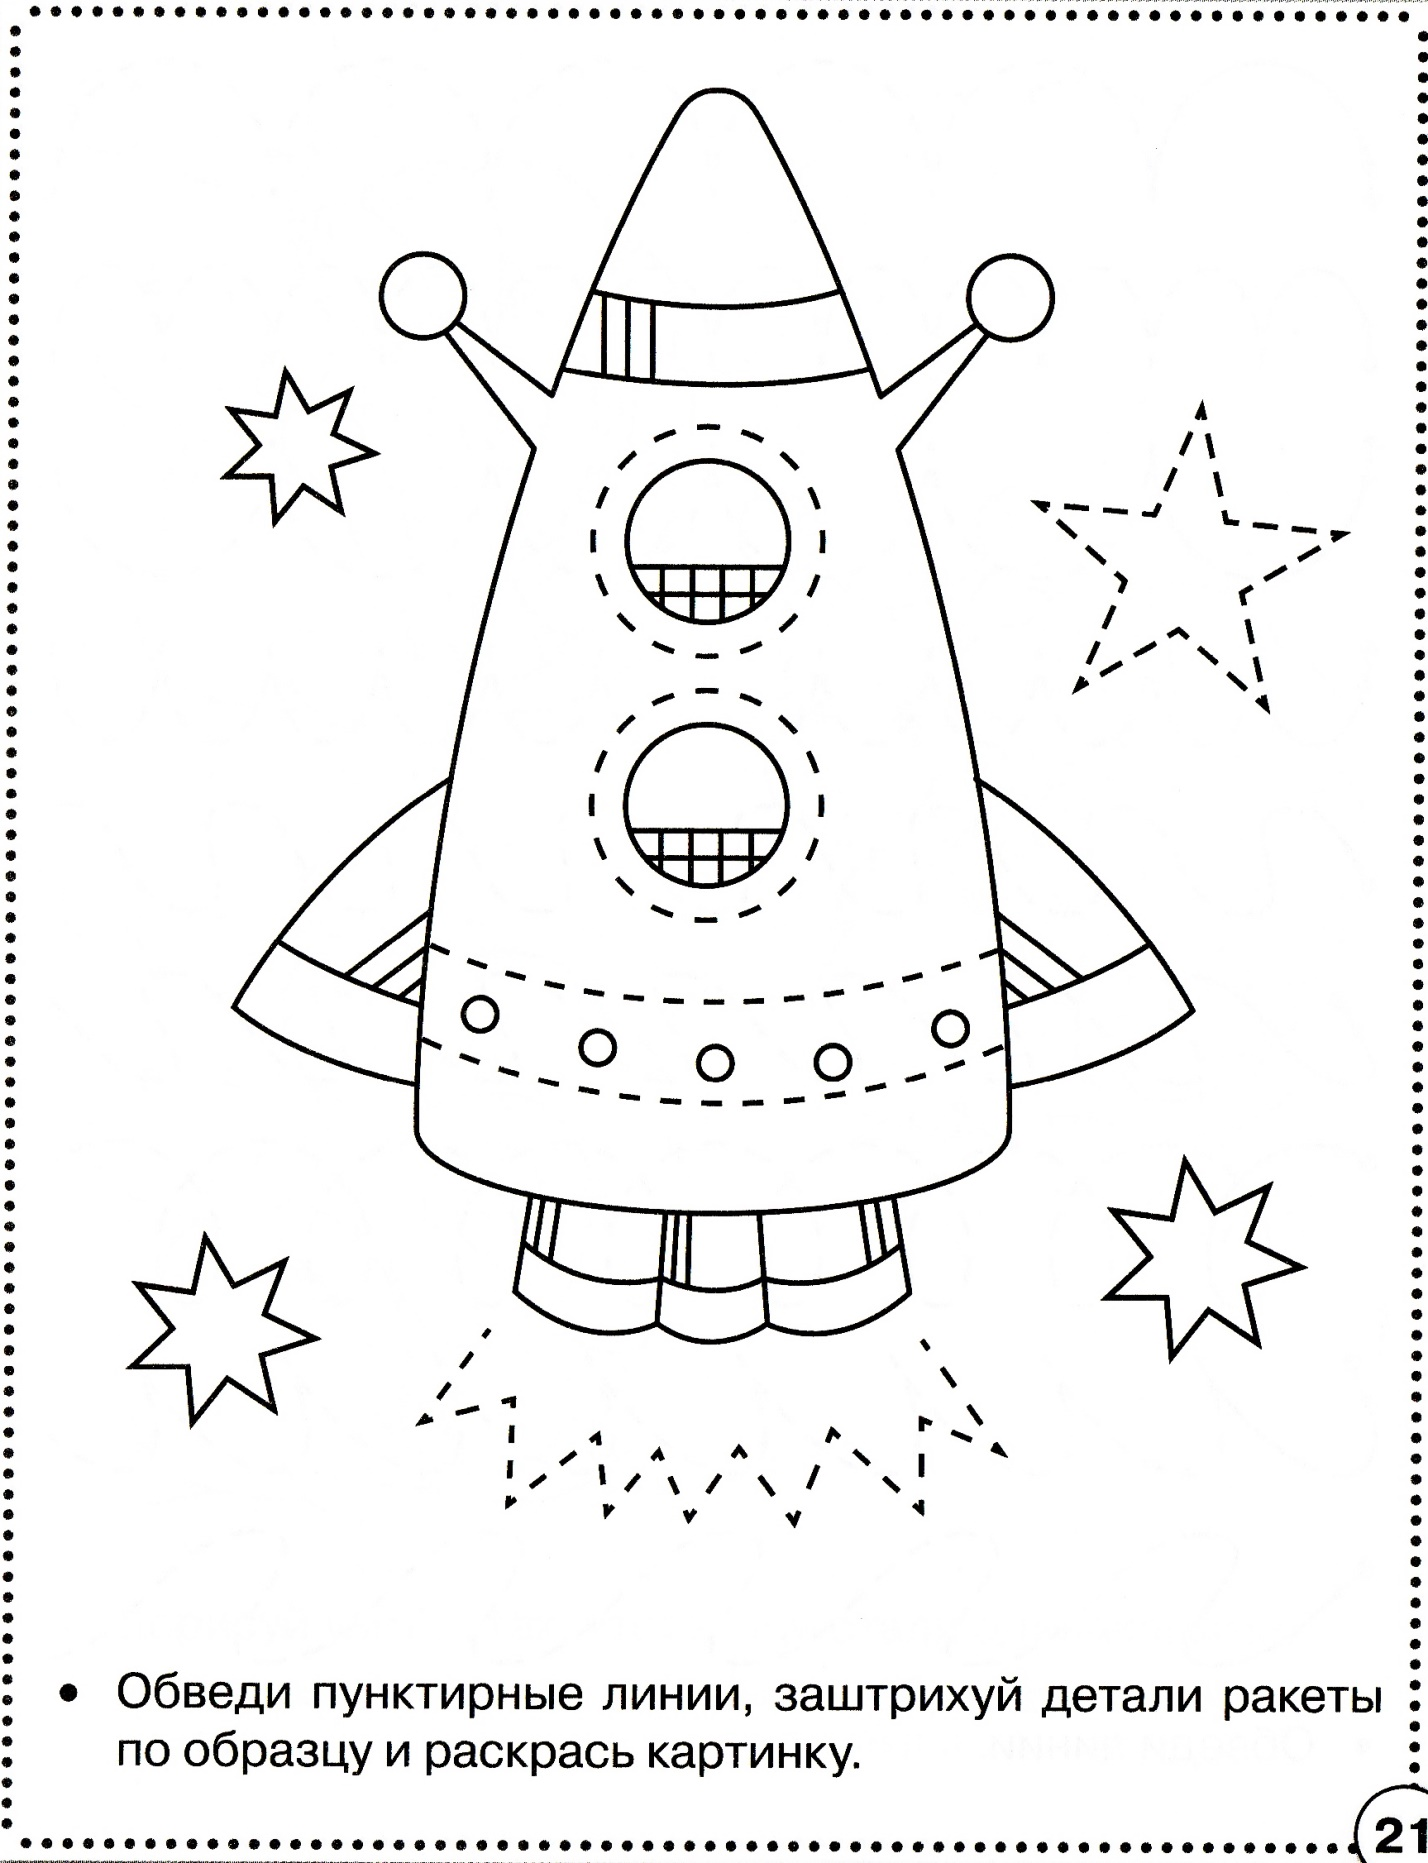 • Обведи пунктирные линии, заштрихуй детали ракеты
по образцу и раскрась картинку.
21